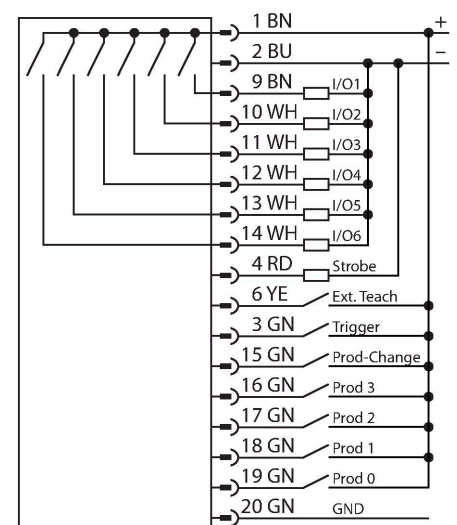 1 BN +
2 BU −
9 BN I/O1
10 WH I/O2
11 WH I/O3
12 WH I/O4
13 WH I/O5
14 WH I/O6
4 RD Strobe
6 YE Ext. Teach
3 GN Trigger
15 GN Prod-Change
16 GN Prod 3
17 GN Prod 2
18 GN Prod 1
19 GN Prod 0
20 GN GND